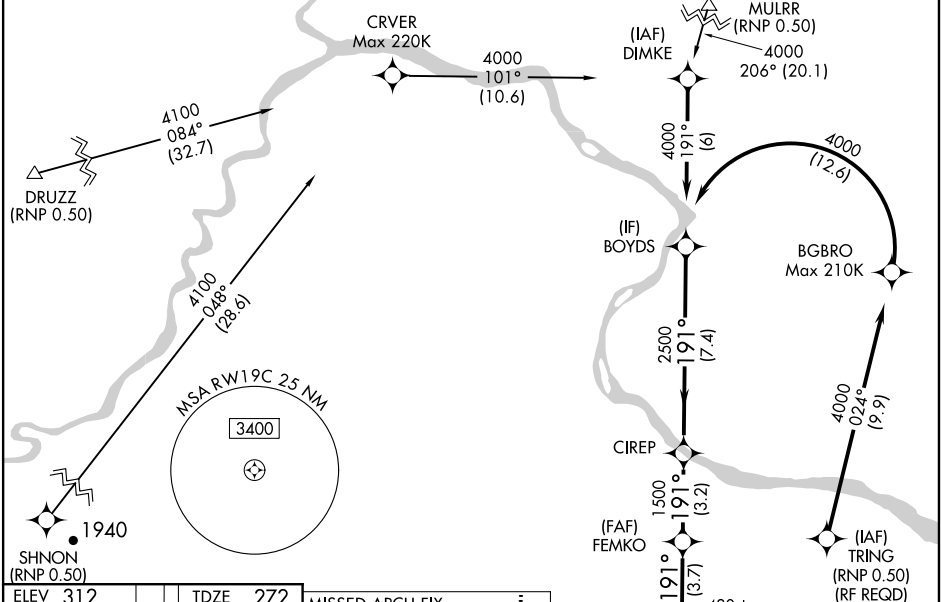 CRVER
Max 220K
4000
101°
(10.6)
MULRR
(RNP 0.50)
4000
206° (20.1)
(IAF)
DIMKE
4000
191°
(6)
4100
084°
(32.7)
DRUZZ
(RNP 0.50)
4000
(12.6)
(IF)
BOYDS
BGBRO
Max 210K
4100
048°
(28.6)
2500
191°
(7.4)
4000
024°
(9.9)
MSA RW19C 25 NM
3400
CIREP
1500
191°
(3.2)
1940
SHNON
(RNP 0.50)
(FAF)
FEMKO
(IAF)
TRING
(RNP 0.50)
(RF REQD)
191°
(3.7)
ELEV 312
TDZE 272
MISSED APCH FIX